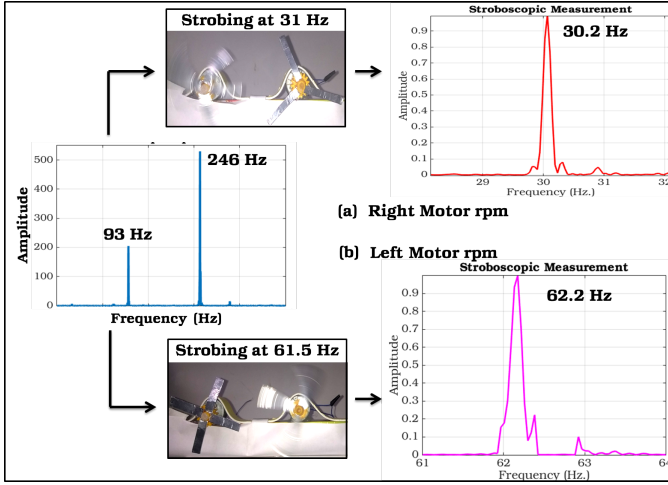 Strobing at 31 Hz
Stroboscopic Measurement
30.2 Hz
0.9
0.8
0.7
0.6
0.5
0.4
0.3
0.2
0.1
0
Amplitude
29
30
31
32
Frequency (Hz.)
(a) Right Motor rpm
246 Hz
93 Hz
500
400
300
200
100
0
Amplitude
Frequency (Hz)
(b) Left Motor rpm
Strobing at 61.5 Hz
Stroboscopic Measurement
62.2 Hz
0.9
0.8
0.7
0.6
0.5
0.4
0.3
0.2
0.1
0
Amplitude
61
62
63
64
Frequency (Hz.)